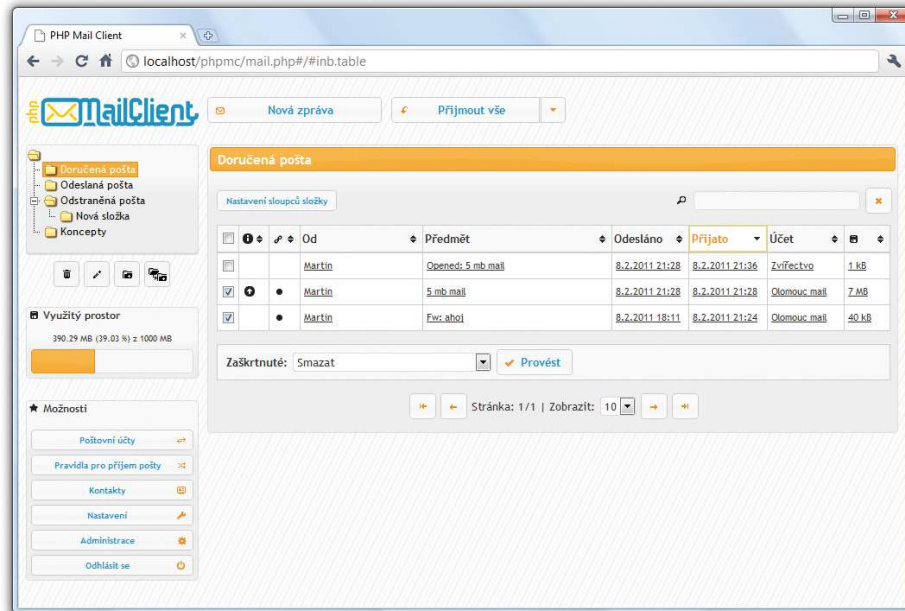 PHP Mail Client
localhost/phpmc/mail.php#/#inb.table
php MailClient
Nová zpráva
Přijmout vše
Doručená pošta
Odeslaná pošta
Odstraněná pošta
Nová složka
Koncepty
Využitý prostor
390.29 MB (39.03 %) z 1000 MB
Možnosti
Poštovní účty
Pravidla pro příjem pošty
Kontakty
Nastavení
Administrace
Odhlásit se
Doručená pošta
Nastavení sloupců složky
Od Předmět Odesláno Přijato Účet
Martin Opened: 5 mb mail 8.2.2011 21:28 8.2.2011 21:36 Zvířectvo 1 kB
Martin 5 mb mail 8.2.2011 21:28 8.2.2011 21:28 Olomouc mail 7 MB
Martin Fw: ahoj 8.2.2011 18:11 8.2.2011 21:24 Olomouc mail 40 kB
Zaškrtnuté: Smazat Provést
Stránka: 1/1 | Zobrazit: 10